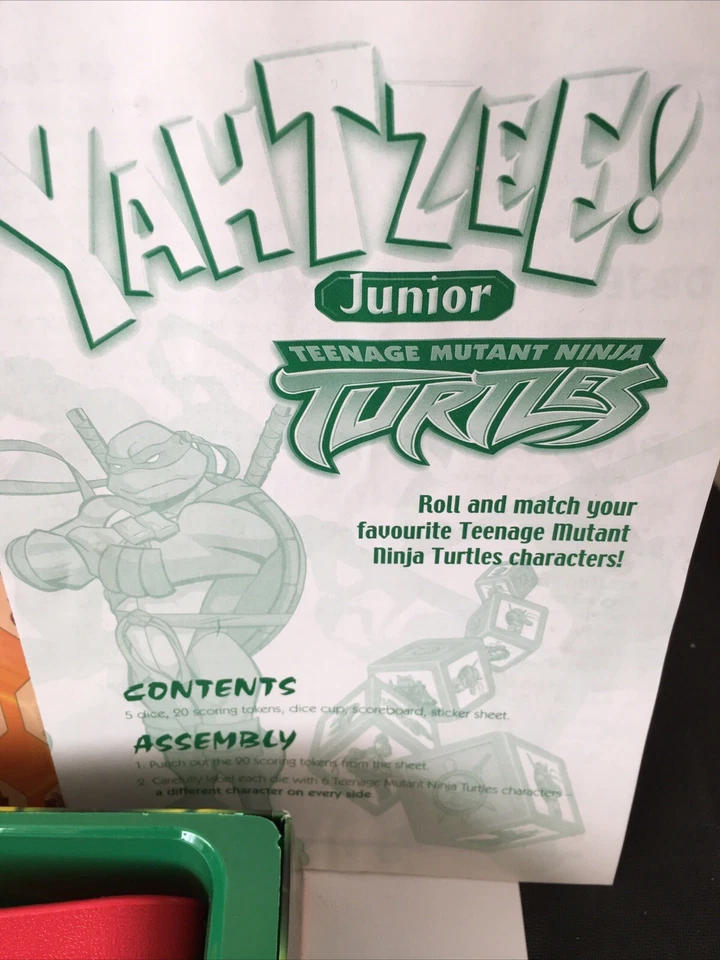 YAHTZEE!
Junior
TEENAGE MUTANT NINJA
TURTLES
Roll and match your
favourite Teenage Mutant
Ninja Turtles characters!
CONTENTS
5 dice, 20 scoring tokens, dice cup, scoreboard, sticker sheet.
ASSEMBLY
1. Punch out the 20 scoring tokens from the sheet.
2. Carefully label each die with 6 Teenage Mutant Ninja Turtles characters –
a different character on every side.